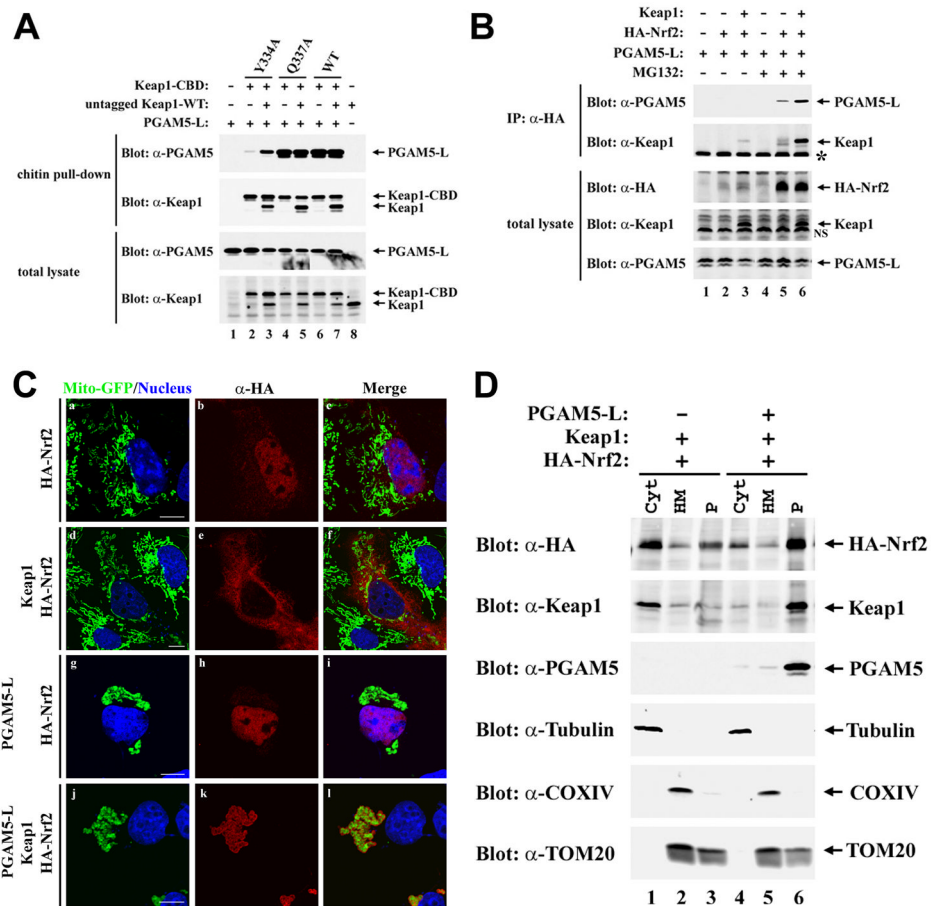 A
Y334A Q337A WT
Keap1-CBD: - + + + + + + -
untagged Keap1-WT: - - + - + - + +
PGAM5-L: + + + + + + + -
chitin pull-down
Blot: α-PGAM5 PGAM5-L
Blot: α-Keap1 Keap1-CBD
Keap1
total lysate
Blot: α-PGAM5 PGAM5-L
Blot: α-Keap1 Keap1-CBD
Keap1
1 2 3 4 5 6 7 8
B
Keap1: - - + - - +
HA-Nrf2: - + + - + +
PGAM5-L: + + + + + +
MG132: - - - + + +
IP: α-HA
Blot: α-PGAM5 PGAM5-L
Blot: α-Keap1 Keap1
*
total lysate
Blot: α-HA HA-Nrf2
Blot: α-Keap1 Keap1
NS
Blot: α-PGAM5 PGAM5-L
1 2 3 4 5 6
C
Mito-GFP/Nucleus α-HA Merge
HA-Nrf2
a b c
Keap1
HA-Nrf2
d e f
PGAM5-L
HA-Nrf2
g h i
PGAM5-L
Keap1
HA-Nrf2
j k l
D
PGAM5-L: - +
Keap1: + +
HA-Nrf2: + +
Cyt HM P Cyt HM P
Blot: α-HA HA-Nrf2
Blot: α-Keap1 Keap1
Blot: α-PGAM5 PGAM5
Blot: α-Tubulin Tubulin
Blot: α-COXIV COXIV
Blot: α-TOM20 TOM20
1 2 3 4 5 6